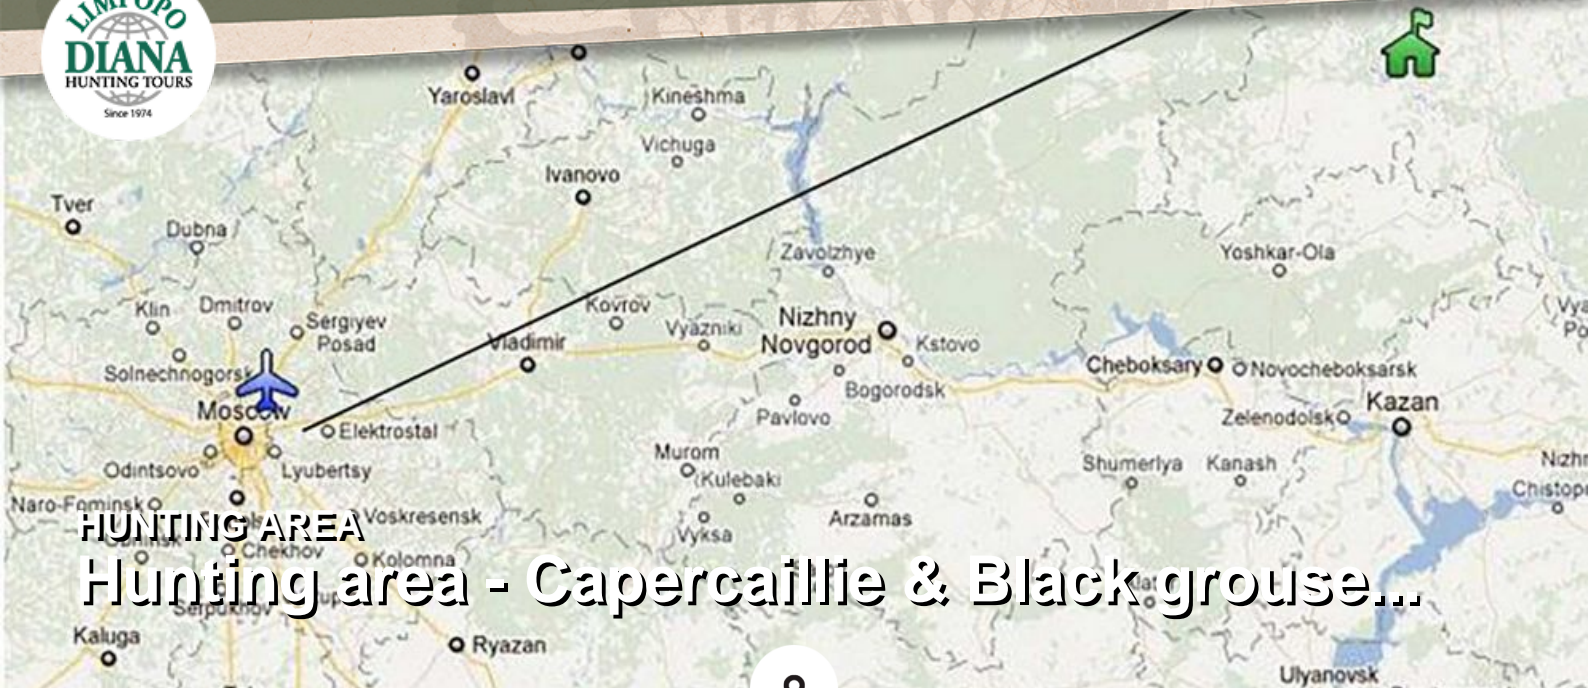 LIMPOPO
DIANA
HUNTING TOURS
Since 1974
Yaroslavl
Kineshma
Vichuga
Ivanovo
Tver
Dubna
Zavolzhye
Yoshkar-Ola
Klin
Dmitrov
Sergiyev
Posad
Kovrov
Vyazniki
Nizhny
Novgorod
Kstovo
Vladimir
Solnechnogorsk
Cheboksary
Novocheboksarsk
Bogorodsk
Pavlovo
Moscow
Elektrostal
Zelenodolsk
Kazan
Odintsovo
Lyubertsy
Murom
Kulebaki
Shumerlya
Kanash
Naro-Fominsk
Voskresensk
Arzamas
Vyksa
HUNTING AREA
Chekhov
Kolomna
Hunting area - Capercaillie & Black grouse...
Serpukhov
Kaluga
Ryazan
Ulyanovsk